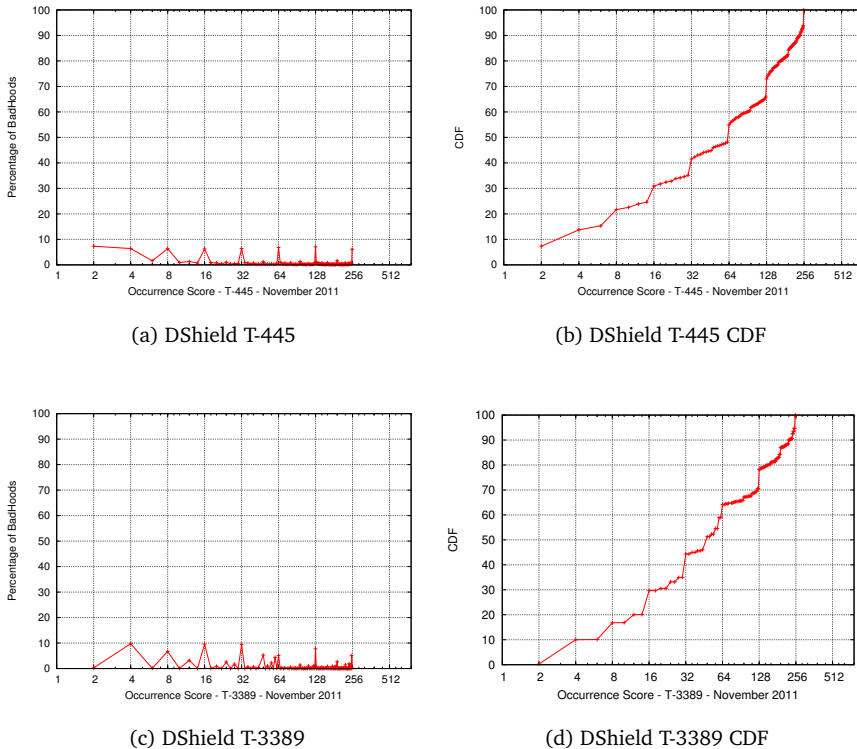 100
90
80
70
60
50
40
30
20
10
0
1 2 4 8 16 32 64 128 256 512
Percentage of BadHoods
Occurrence Score - T-445 - November 2011
(a) DShield T-445
100
90
80
70
60
50
40
30
20
10
0
1 2 4 8 16 32 64 128 256 512
CDF
Occurrence Score - T-445 - November 2011
(b) DShield T-445 CDF
100
90
80
70
60
50
40
30
20
10
0
1 2 4 8 16 32 64 128 256 512
Percentage of BadHoods
Occurrence Score - T-3389 - November 2011
(c) DShield T-3389
100
90
80
70
60
50
40
30
20
10
0
1 2 4 8 16 32 64 128 256 512
CDF
Occurrence Score - T-3389 - November 2011
(d) DShield T-3389 CDF